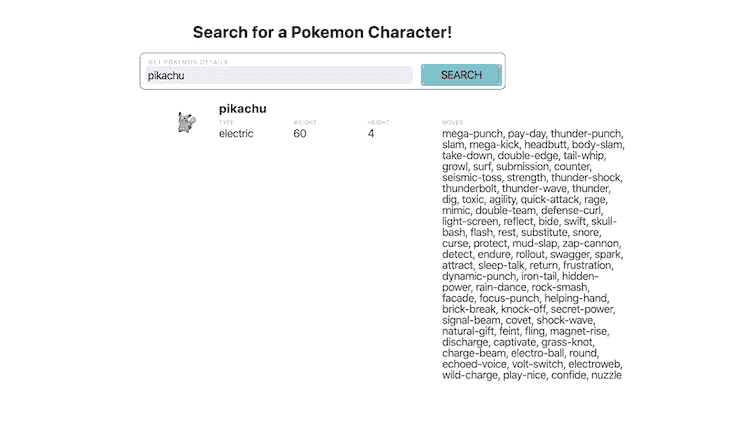 Search for a Pokemon Character!
GET POKEMON DETAILS
pikachu
SEARCH
pikachu
TYPE WEIGHT HEIGHT MOVES
electric 60 4
mega-punch, pay-day, thunder-punch,
slam, mega-kick, headbutt, body-slam,
take-down, double-edge, tail-whip,
growl, surf, submission, counter,
seismic-toss, strength, thunder-shock,
thunderbolt, thunder-wave, thunder,
dig, toxic, agility, quick-attack, rage,
mimic, double-team, defense-curl,
light-screen, reflect, bide, swift, skull-
bash, flash, rest, substitute, snore,
curse, protect, mud-slap, zap-cannon,
detect, endure, rollout, swagger, spark,
attract, sleep-talk, return, frustration,
dynamic-punch, iron-tail, hidden-
power, rain-dance, rock-smash,
facade, focus-punch, helping-hand,
brick-break, knock-off, secret-power,
signal-beam, covet, shock-wave,
natural-gift, feint, fling, magnet-rise,
discharge, captivate, grass-knot,
charge-beam, electro-ball, round,
echoed-voice, volt-switch, electroweb,
wild-charge, play-nice, confide, nuzzle